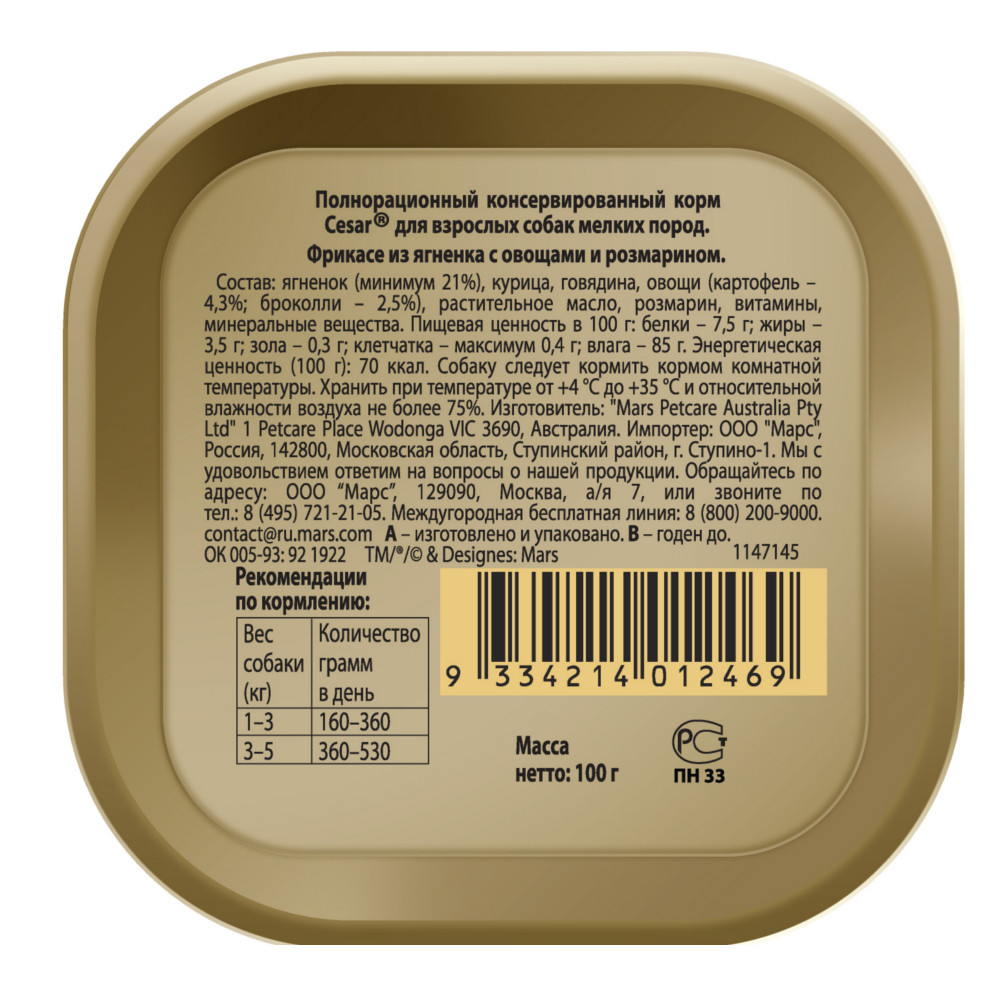 Полнорационный консервированный корм
Cesar® для взрослых собак мелких пород.
Фрикасе из ягненка с овощами и розмарином.
Состав: ягненок (минимум 21%), курица, говядина, овощи (картофель –
4,3%; броколли – 2,5%), растительное масло, розмарин, витамины,
минеральные вещества. Пищевая ценность в 100 г: белки – 7,5 г; жиры –
3,5 г; зола – 0,3 г; клетчатка – максимум 0,4 г; влага – 85 г. Энергетическая
ценность (100 г): 70 ккал. Собаку следует кормить кормом комнатной
температуры. Хранить при температуре от +4 °С до +35 °С и относительной
влажности воздуха не более 75%. Изготовитель: "Mars Petcare Australia Pty
Ltd" 1 Petcare Place Wodonga VIC 3690, Австралия. Импортер: ООО "Марс",
Россия, 142800, Московская область, Ступинский район, г. Ступино-1. Мы с
удовольствием ответим на вопросы о нашей продукции. Обращайтесь по
адресу: ООО “Марс”, 129090, Москва, а/я 7, или звоните по
тел.: 8 (495) 721-21-05. Междугородная бесплатная линия: 8 (800) 200-9000.
contact@ru.mars.com A – изготовлено и упаковано. B – годен до.
ОК 005-93: 92 1922 TM/®/© & Designes: Mars 1147145
Рекомендации
по кормлению:
Вес Количество
собаки грамм
(кг) в день
1–3 160–360
3–5 360–530
9 334214 012469
Масса
нетто: 100 г
РСТ
ПН 33